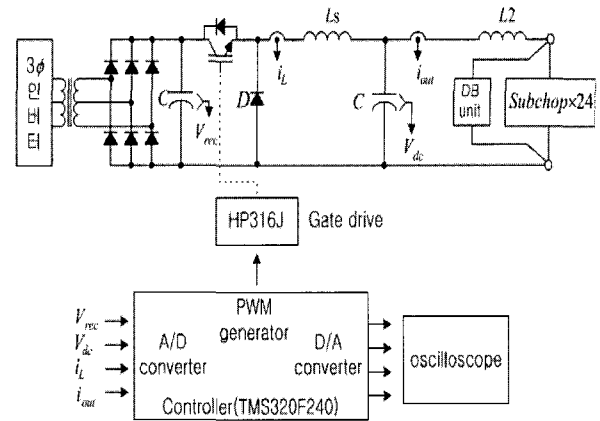 3ϕ
인
버
터
C
V_rec
D
i_L
Ls
C
V_dc
i_out
L2
DB
unit
Subchop×24
HP316J
Gate drive
V_rec
V_dc
i_L
i_out
A/D
converter
PWM
generator
D/A
converter
Controller(TMS320F240)
oscilloscope